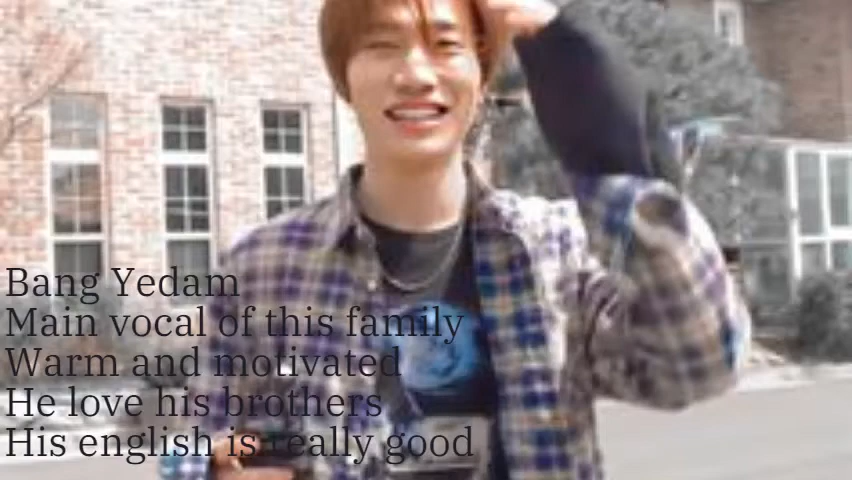 Bang Yedam
Main vocal of this family
Warm and motivated
He love his brothers
His english is really good